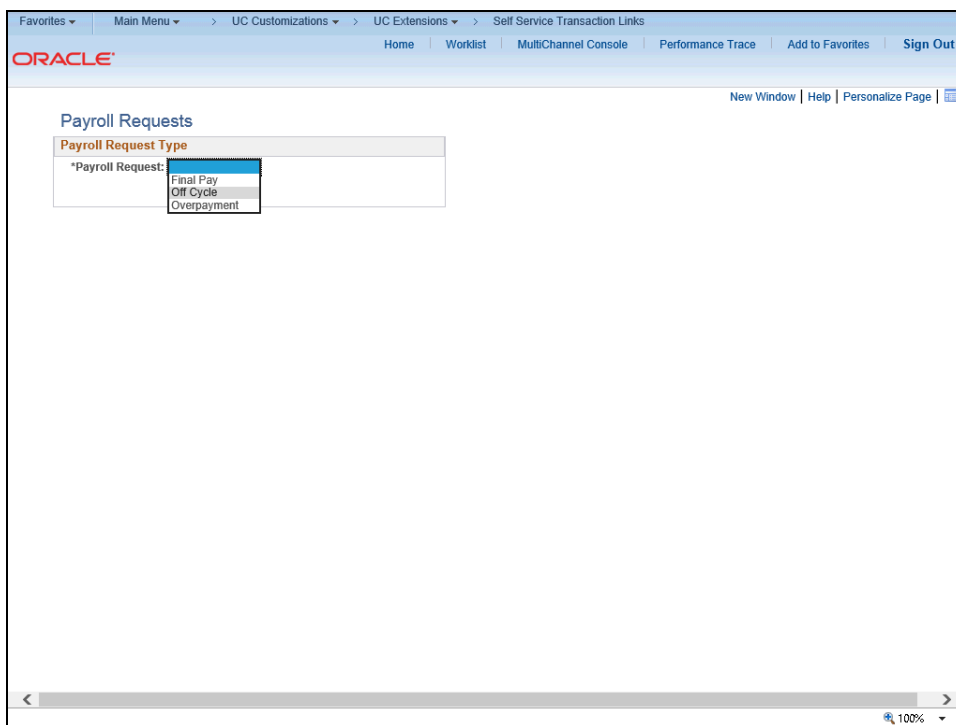 Favorites Main Menu > UC Customizations > UC Extensions > Self Service Transaction Links
Home Worklist MultiChannel Console Performance Trace Add to Favorites Sign Out
ORACLE
New Window | Help | Personalize Page |
Payroll Requests
Payroll Request Type
*Payroll Request:
Final Pay
Off Cycle
Overpayment
100%